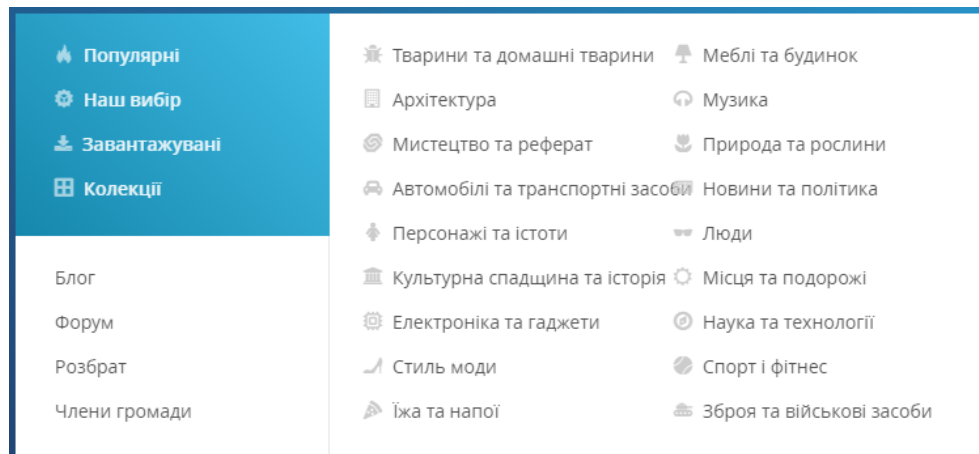 Популярні
Наш вибір
Завантажувані
Колекції
Блог
Форум
Розбрат
Члени громади
Тварини та домашні тварини
Архітектура
Мистецтво та реферат
Автомобілі та транспортні засоби
Персонажі та істоти
Культурна спадщина та історія
Електроніка та гаджети
Стиль моди
Їжа та напої
Меблі та будинок
Музика
Природа та рослини
Новини та політика
Люди
Місця та подорожі
Наука та технології
Спорт і фітнес
Зброя та військові засоби